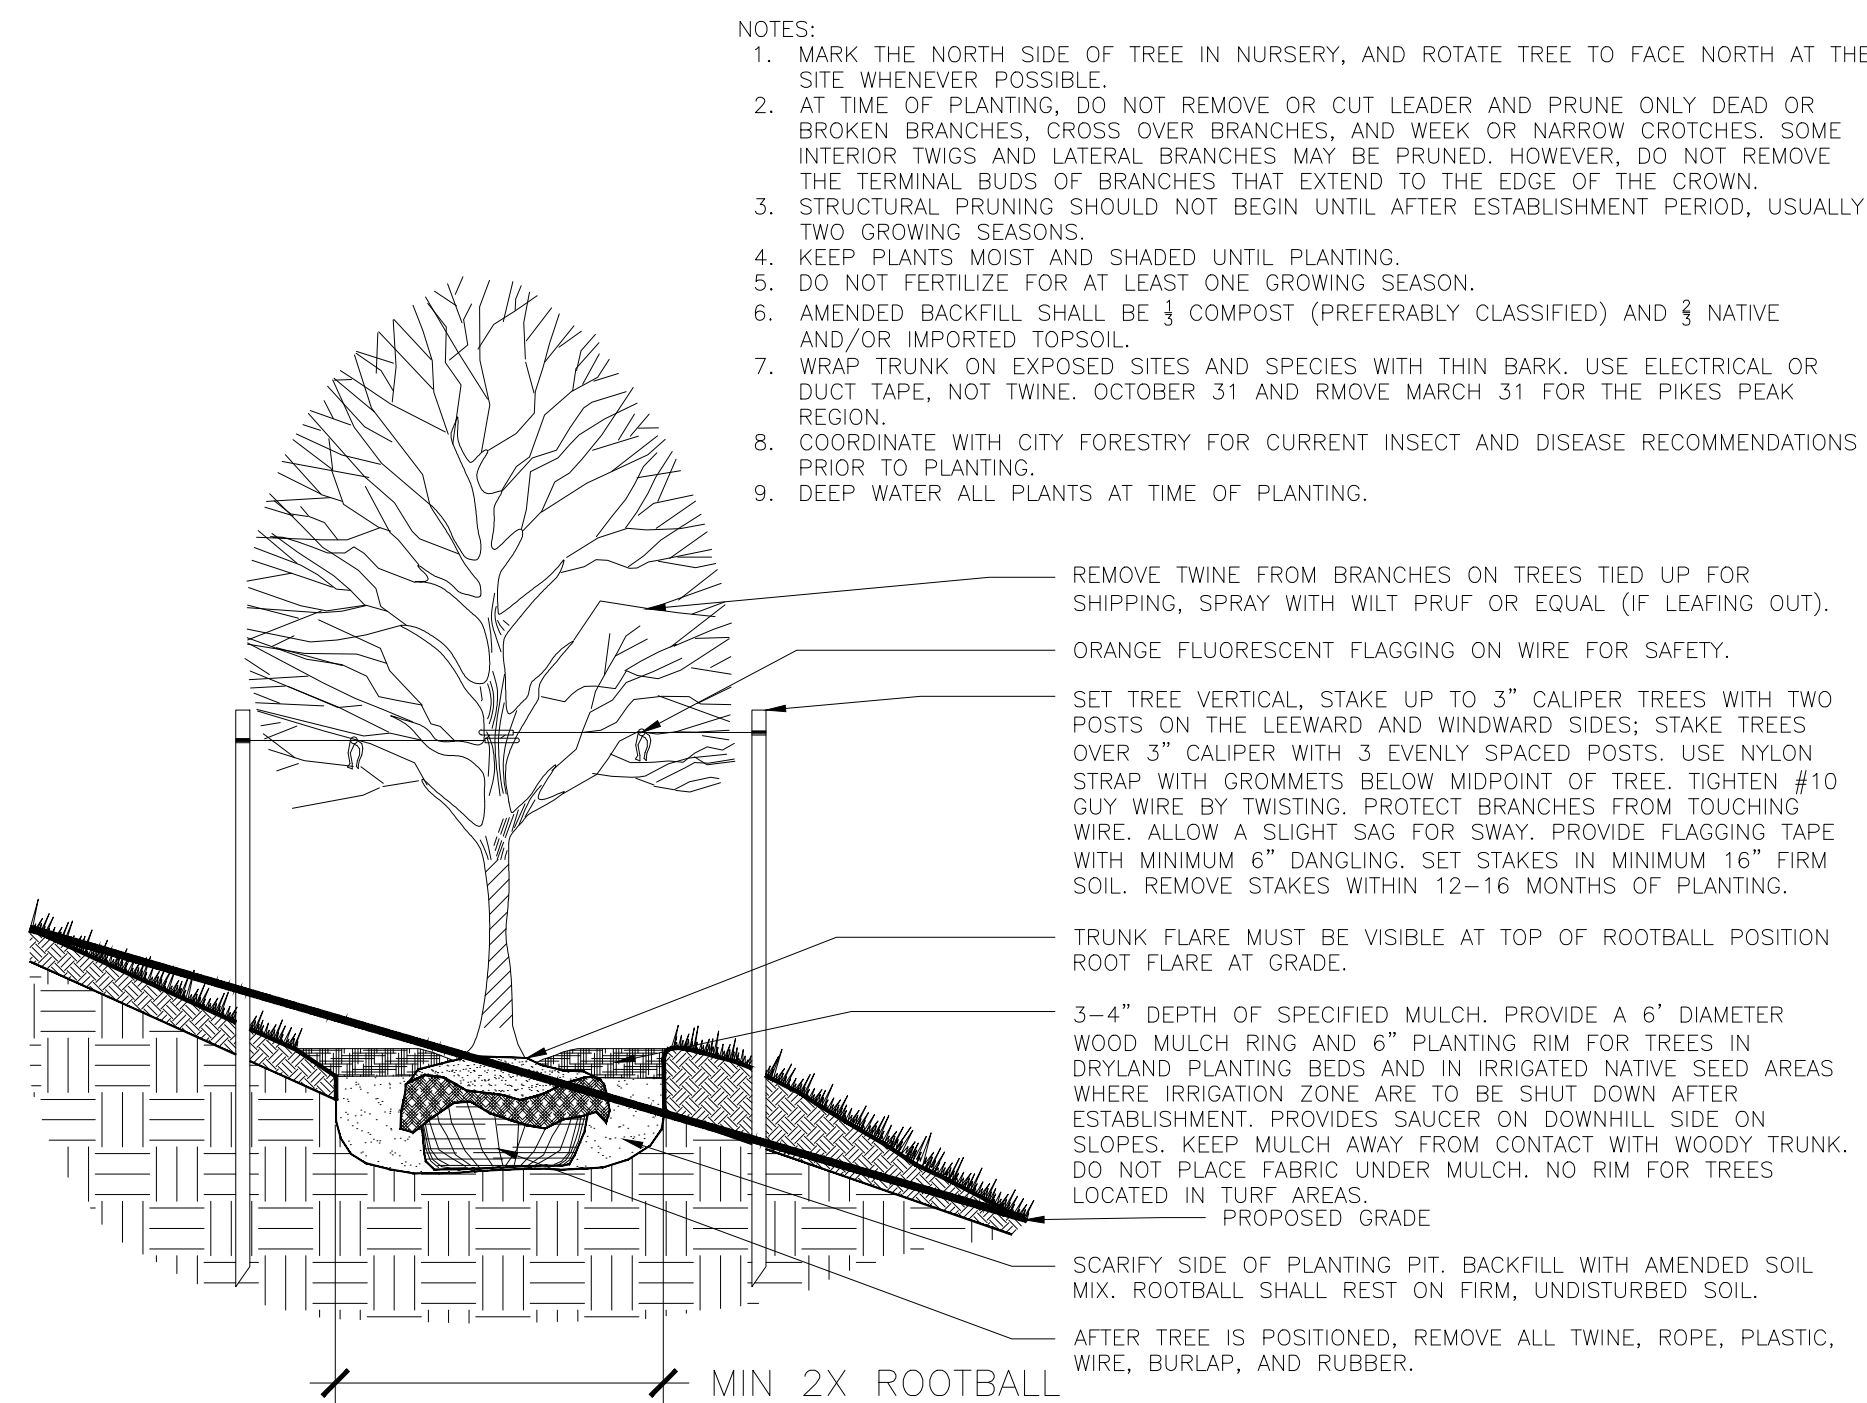 NOTES:
1. MARK THE NORTH SIDE OF TREE IN NURSERY, AND ROTATE TREE TO FACE NORTH AT THE
SITE WHENEVER POSSIBLE.
2. AT TIME OF PLANTING, DO NOT REMOVE OR CUT LEADER AND PRUNE ONLY DEAD OR
BROKEN BRANCHES, CROSS OVER BRANCHES, AND WEEK OR NARROW CROTCHES. SOME
INTERIOR TWIGS AND LATERAL BRANCHES MAY BE PRUNED. HOWEVER, DO NOT REMOVE
THE TERMINAL BUDS OF BRANCHES THAT EXTEND TO THE EDGE OF THE CROWN.
3. STRUCTURAL PRUNING SHOULD NOT BEGIN UNTIL AFTER ESTABLISHMENT PERIOD, USUALLY
TWO GROWING SEASONS.
4. KEEP PLANTS MOIST AND SHADED UNTIL PLANTING.
5. DO NOT FERTILIZE FOR AT LEAST ONE GROWING SEASON.
6. AMENDED BACKFILL SHALL BE ⅓ COMPOST (PREFERABLY CLASSIFIED) AND ⅔ NATIVE
AND/OR IMPORTED TOPSOIL.
7. WRAP TRUNK ON EXPOSED SITES AND SPECIES WITH THIN BARK. USE ELECTRICAL OR
DUCT TAPE, NOT TWINE. OCTOBER 31 AND RMOVE MARCH 31 FOR THE PIKES PEAK
REGION.
8. COORDINATE WITH CITY FORESTRY FOR CURRENT INSECT AND DISEASE RECOMMENDATIONS
PRIOR TO PLANTING.
9. DEEP WATER ALL PLANTS AT TIME OF PLANTING.
REMOVE TWINE FROM BRANCHES ON TREES TIED UP FOR
SHIPPING, SPRAY WITH WILT PRUF OR EQUAL (IF LEAFING OUT).
ORANGE FLUORESCENT FLAGGING ON WIRE FOR SAFETY.
SET TREE VERTICAL, STAKE UP TO 3” CALIPER TREES WITH TWO
POSTS ON THE LEEWARD AND WINDWARD SIDES; STAKE TREES
OVER 3” CALIPER WITH 3 EVENLY SPACED POSTS. USE NYLON
STRAP WITH GROMMETS BELOW MIDPOINT OF TREE. TIGHTEN #10
GUY WIRE BY TWISTING. PROTECT BRANCHES FROM TOUCHING
WIRE. ALLOW A SLIGHT SAG FOR SWAY. PROVIDE FLAGGING TAPE
WITH MINIMUM 6” DANGLING. SET STAKES IN MINIMUM 16” FIRM
SOIL. REMOVE STAKES WITHIN 12-16 MONTHS OF PLANTING.
TRUNK FLARE MUST BE VISIBLE AT TOP OF ROOTBALL POSITION
ROOT FLARE AT GRADE.
3-4” DEPTH OF SPECIFIED MULCH. PROVIDE A 6’ DIAMETER
WOOD MULCH RING AND 6” PLANTING RIM FOR TREES IN
DRYLAND PLANTING BEDS AND IN IRRIGATED NATIVE SEED AREAS
WHERE IRRIGATION ZONE ARE TO BE SHUT DOWN AFTER
ESTABLISHMENT. PROVIDES SAUCER ON DOWNHILL SIDE ON
SLOPES. KEEP MULCH AWAY FROM CONTACT WITH WOODY TRUNK.
DO NOT PLACE FABRIC UNDER MULCH. NO RIM FOR TREES
LOCATED IN TURF AREAS.
PROPOSED GRADE
SCARIFY SIDE OF PLANTING PIT. BACKFILL WITH AMENDED SOIL
MIX. ROOTBALL SHALL REST ON FIRM, UNDISTURBED SOIL.
AFTER TREE IS POSITIONED, REMOVE ALL TWINE, ROPE, PLASTIC,
WIRE, BURLAP, AND RUBBER.
MIN 2X ROOTBALL